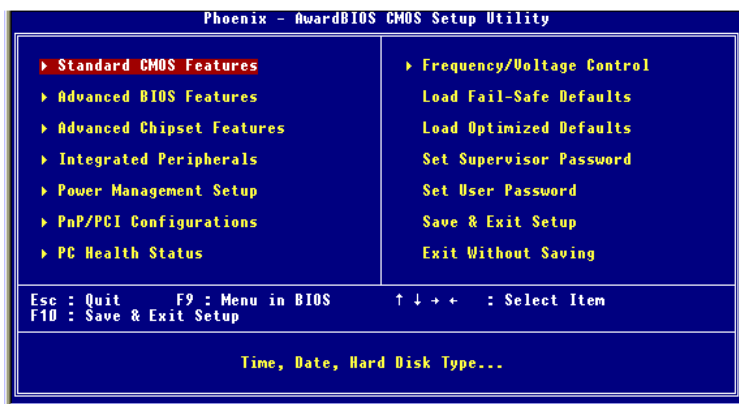 Phoenix - AwardBIOS CMOS Setup Utility
▸ Standard CMOS Features
▸ Advanced BIOS Features
▸ Advanced Chipset Features
▸ Integrated Peripherals
▸ Power Management Setup
▸ PnP/PCI Configurations
▸ PC Health Status
▸ Frequency/Voltage Control
Load Fail-Safe Defaults
Load Optimized Defaults
Set Supervisor Password
Set User Password
Save & Exit Setup
Exit Without Saving
Esc : Quit F9 : Menu in BIOS ↑ ↓ → ← : Select Item
F10 : Save & Exit Setup
Time, Date, Hard Disk Type...